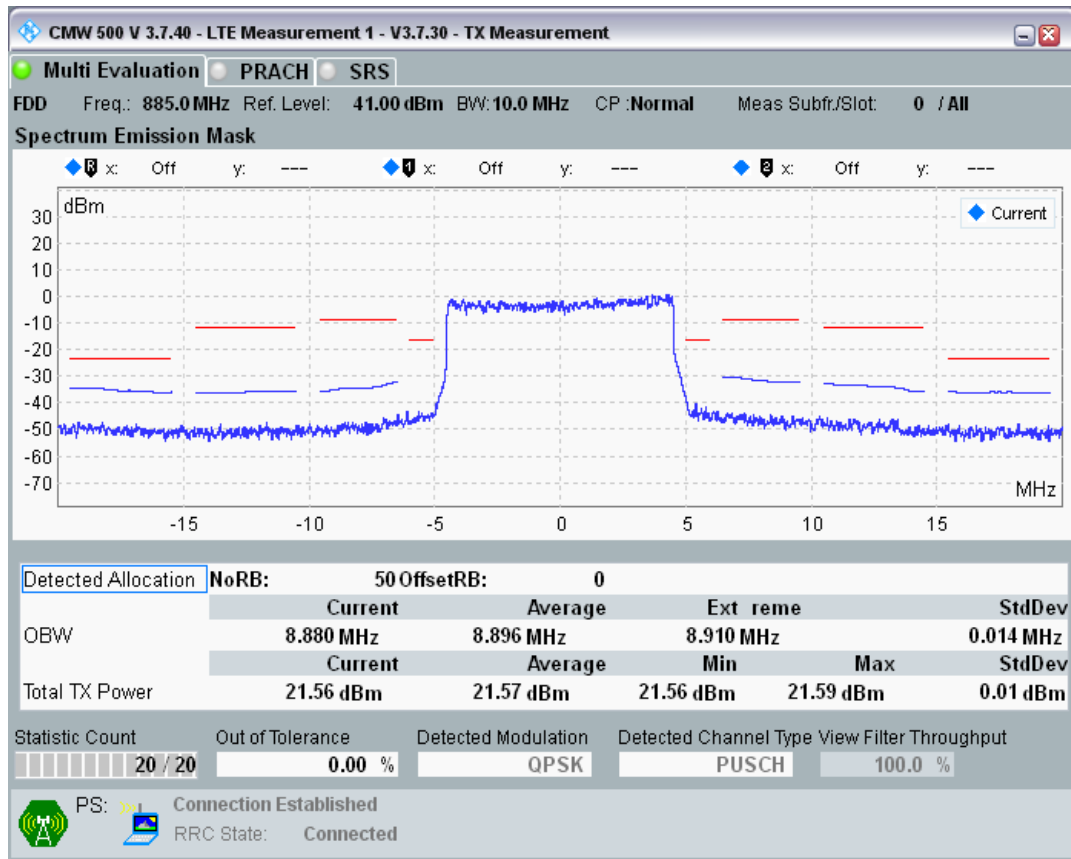 CMW 500 V 3.7.40 - LTE Measurement 1 - V3.7.30 - TX Measurement
Multi Evaluation PRACH SRS
FDD Freq.: 885.0 MHz Ref. Level: 41.00 dBm BW: 10.0 MHz CP :Normal Meas Subfr./Slot: 0 / All
Spectrum Emission Mask
R x: Off y: --- 1 x: Off y: --- 2 x: Off y: ---
dBm
Current
30
20
10
0
-10
-20
-30
-40
-50
-60
-70
MHz
-15 -10 -5 0 5 10 15
Detected Allocation NoRB: 50 OffsetRB: 0
Current Average Ext reme StdDev
OBW 8.880 MHz 8.896 MHz 8.910 MHz 0.014 MHz
Current Average Min Max StdDev
Total TX Power 21.56 dBm 21.57 dBm 21.56 dBm 21.59 dBm 0.01 dBm
Statistic Count Out of Tolerance Detected Modulation Detected Channel Type View Filter Throughput
20 / 20 0.00 % QPSK PUSCH 100.0 %
PS: Connection Established
RRC State: Connected